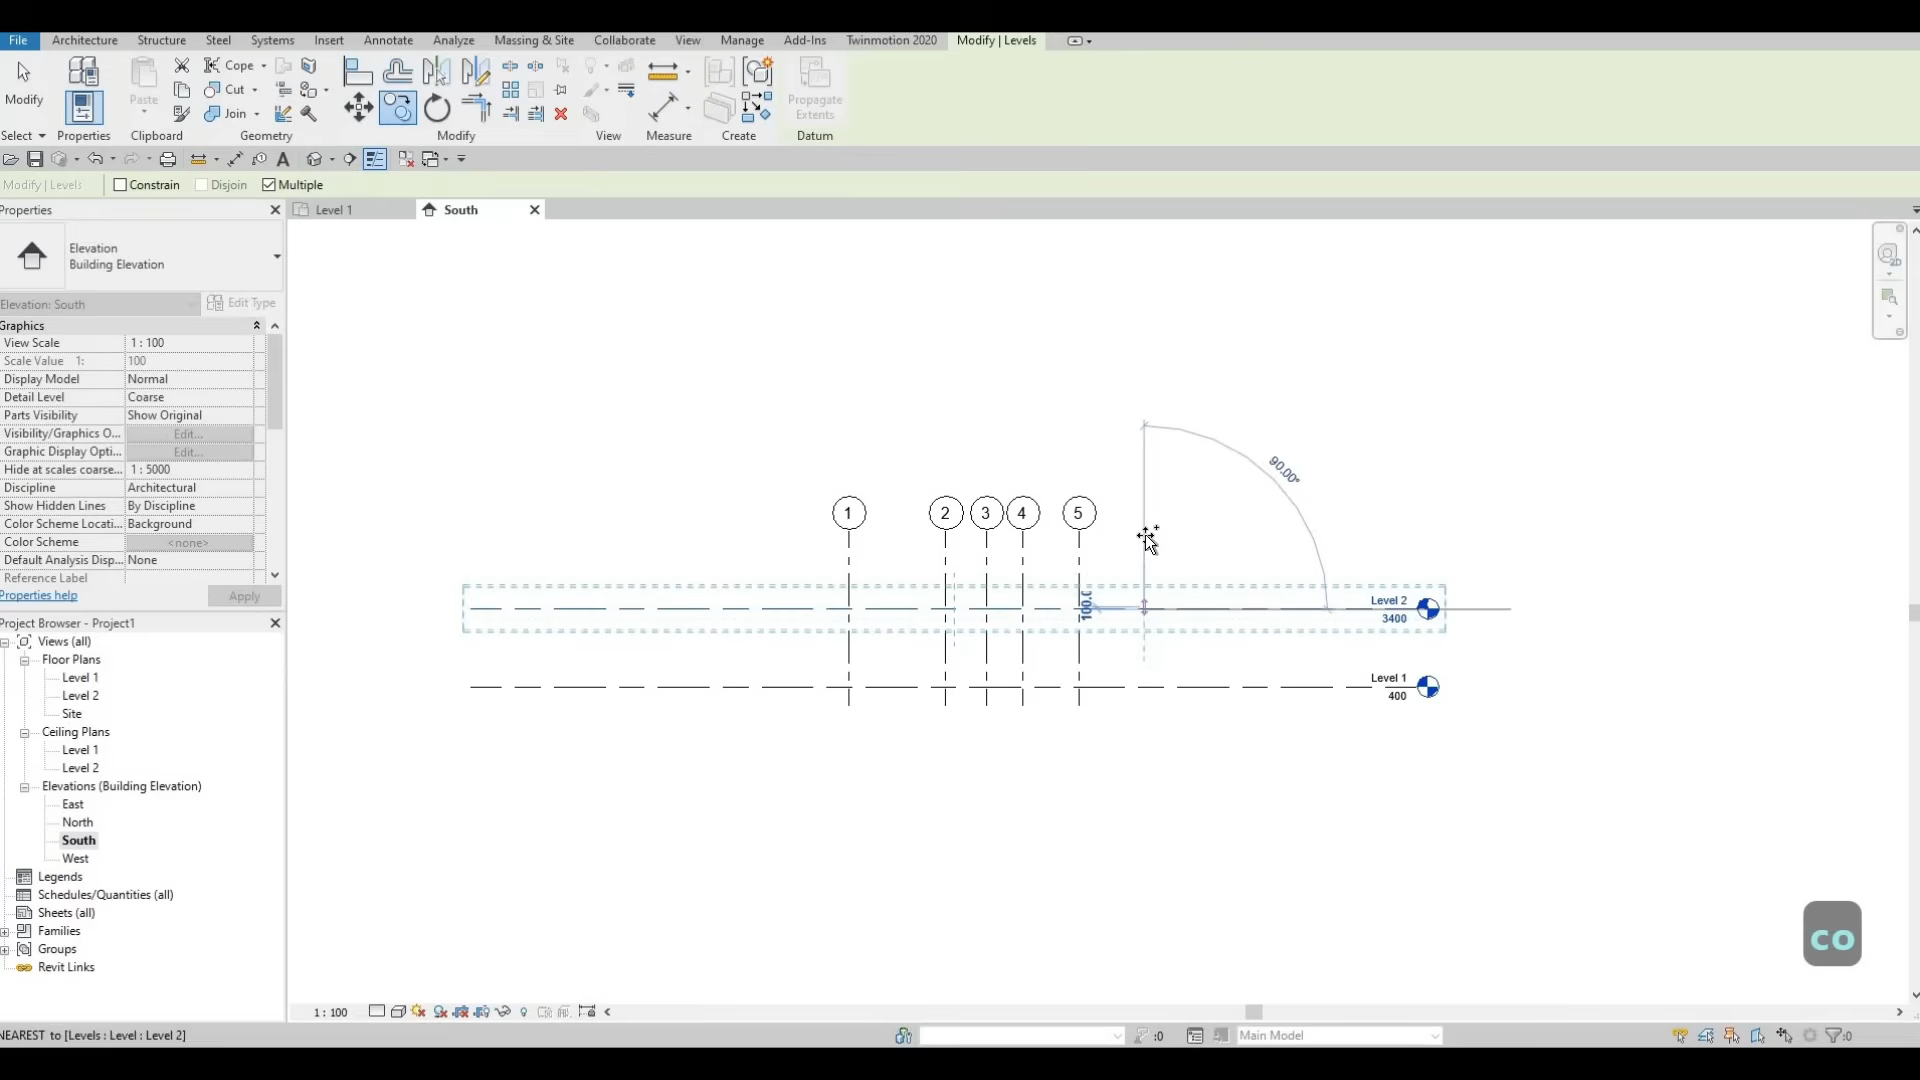 File Architecture Structure Steel Systems Insert Annotate Analyze Massing & Site Collaborate View Manage Add-Ins Twinmotion 2020 Modify | Levels
Modify
Select
Properties
Paste
Clipboard
Cope
Cut
Join
Geometry
Modify
View
Measure
Create
Propagate
Extents
Datum
A
Modify | Levels
Constrain
Disjoin
Multiple
Properties
Level 1
South
Elevation
Building Elevation
Elevation: South
Edit Type
Graphics
View Scale 1 : 100
Scale Value 1: 100
Display Model Normal
Detail Level Coarse
Parts Visibility Show Original
Visibility/Graphics O... Edit...
Graphic Display Opti... Edit...
Hide at scales coarse... 1 : 5000
Discipline Architectural
Show Hidden Lines By Discipline
Color Scheme Locati... Background
Color Scheme <none>
Default Analysis Disp... None
Reference Label
Properties help
Apply
Project Browser - Project1
Views (all)
Floor Plans
Level 1
Level 2
Site
Ceiling Plans
Level 1
Level 2
Elevations (Building Elevation)
East
North
South
West
Legends
Schedules/Quantities (all)
Sheets (all)
Families
Groups
Revit Links
90.00°
1 2 3 4 5
100.0
Level 2
3400
Level 1
400
2D
co
1 : 100
NEAREST to [Levels : Level : Level 2]
:0
Main Model
:0